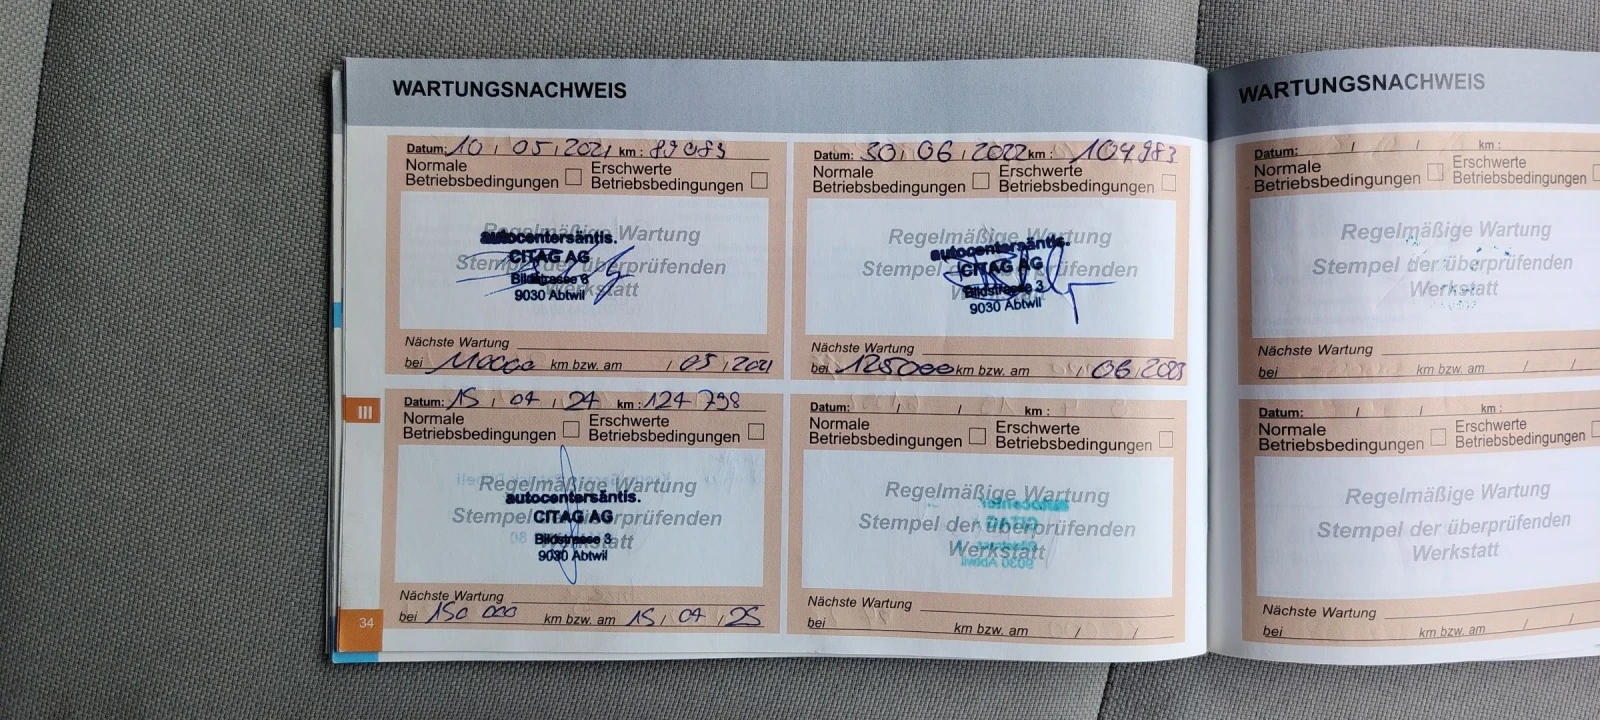 WARTUNGSNACHWEIS
Datum: 10 / 05 / 2021 km : 89083
Normale Betriebsbedingungen Erschwerte Betriebsbedingungen
Regelmäßige Wartung
Stempel der überprüfenden
Werkstatt
autocentersäntis.
CITAG AG
Bildstrasse
9030 Abtwil
Nächste Wartung
bei km bzw. am / 05 / 2021
Datum: 30 / 06 / 2022 km : 104983
Normale Betriebsbedingungen Erschwerte Betriebsbedingungen
Regelmäßige Wartung
Stempel der überprüfenden
Werkstatt
autocentersäntis.
CITAG AG
Bildstrasse 3
9030 Abtwil
Nächste Wartung
bei 125000 km bzw. am / 06 /
Datum: 15 / 04 / 24 km : 124 798
Normale Betriebsbedingungen Erschwerte Betriebsbedingungen
Regelmäßige Wartung
Stempel der überprüfenden
Werkstatt
autocentersäntis.
CITAG AG
Bildstrasse 3
9030 Abtwil
Nächste Wartung
bei 150 000 km bzw. am 15 / 04 / 25
Datum: / / km :
Normale Betriebsbedingungen Erschwerte Betriebsbedingungen
Regelmäßige Wartung
Stempel der überprüfenden
Werkstatt
Nächste Wartung
bei km bzw. am / /
III
34
WARTUNGSNACHWEIS
Datum: / / km :
Normale Betriebsbedingungen Erschwerte Betriebsbedingungen
Regelmäßige Wartung
Stempel der überprüfenden
Werkstatt
Nächste Wartung
bei km bzw. am / /
Datum: / / km :
Normale Betriebsbedingungen Erschwerte Betriebsbedingungen
Regelmäßige Wartung
Stempel der überprüfenden
Werkstatt
Nächste Wartung
bei km bzw. am / /